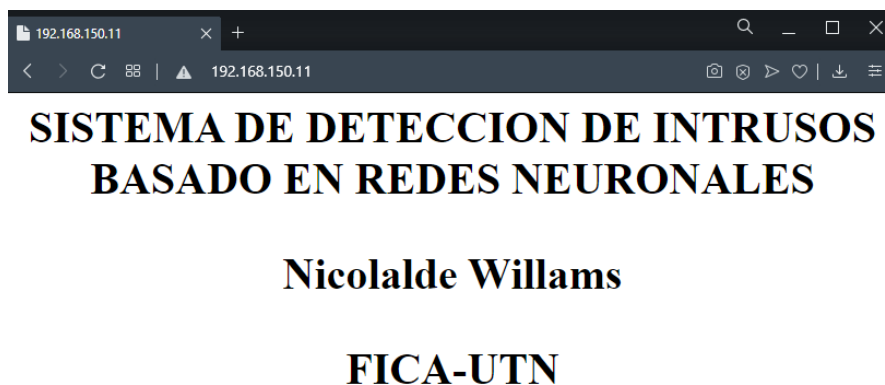 192.168.150.11
192.168.150.11
SISTEMA DE DETECCION DE INTRUSOS
BASADO EN REDES NEURONALES
Nicolalde Willams
FICA-UTN